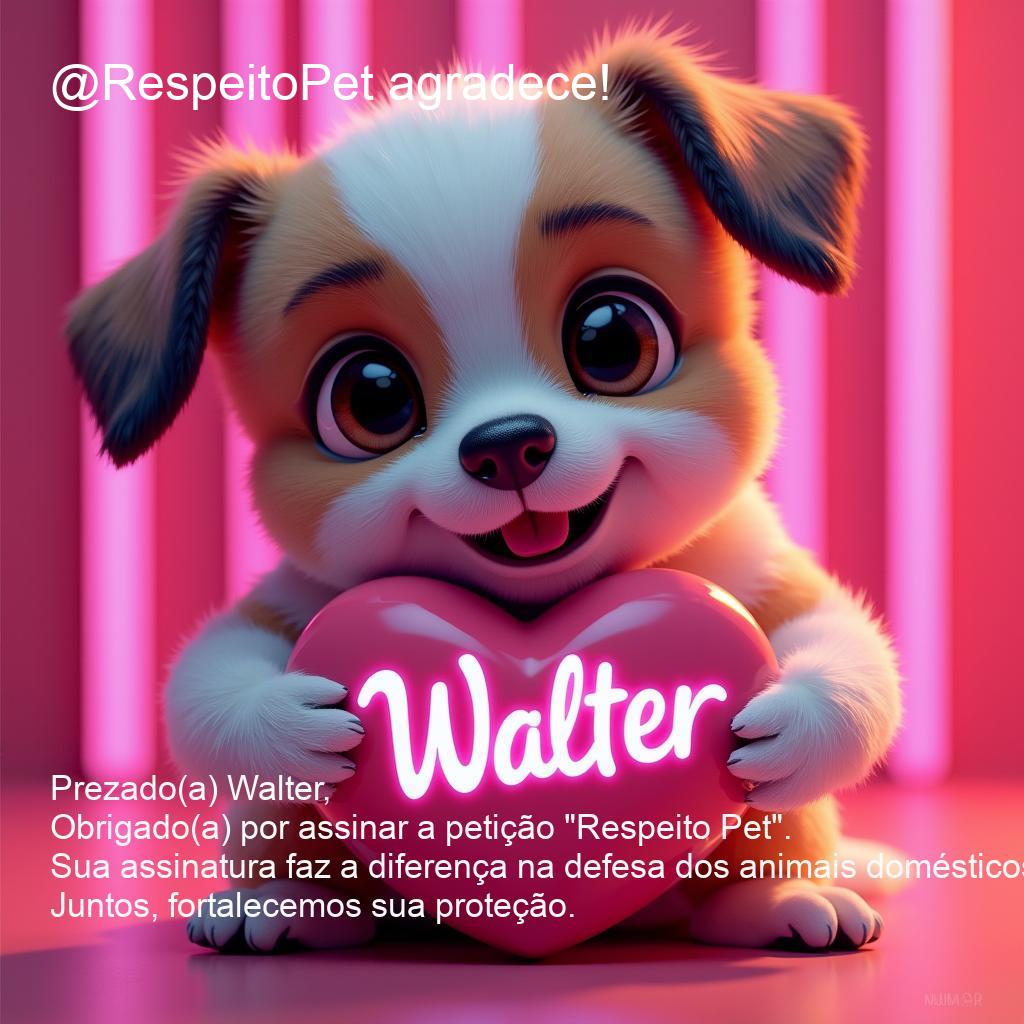 @RespeitoPet agradece!
Walter
Prezado(a) Walter,
Obrigado(a) por assinar a petição "Respeito Pet".
Sua assinatura faz a diferença na defesa dos animais domésticos
Juntos, fortalecemos sua proteção.